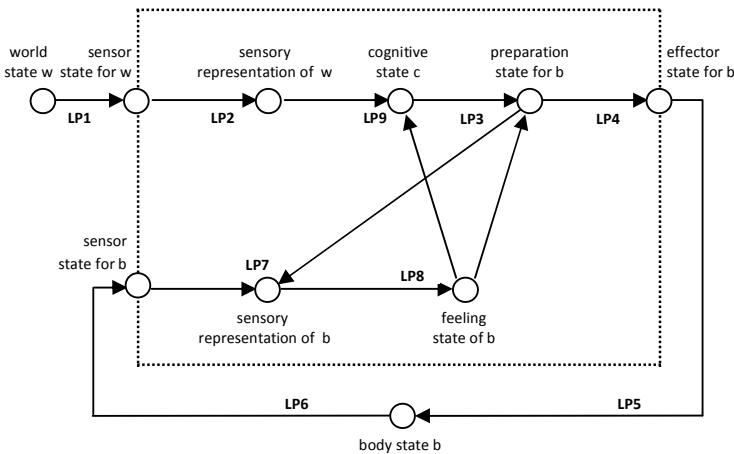 world
state w
sensor
state for w
sensory
representation of w
cognitive
state c
preparation
state for b
effector
state for b
LP1
LP2
LP9
LP3
LP4
sensor
state for b
LP7
LP8
sensory
representation of b
feeling
state of b
LP6
LP5
body state b